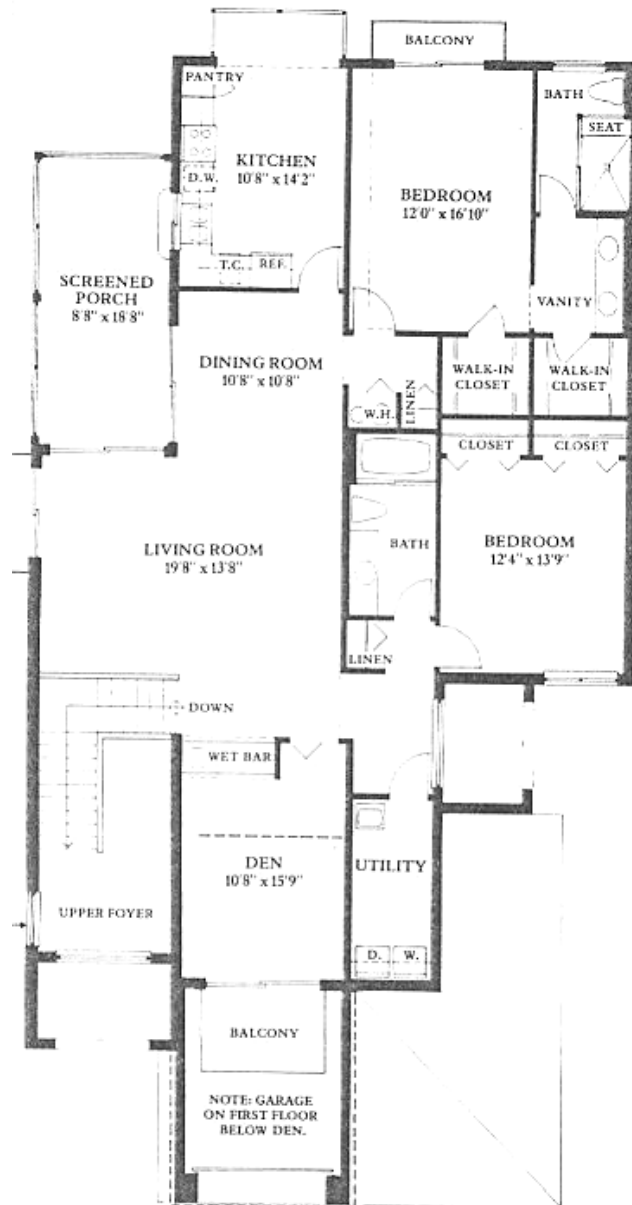 BALCONY
PANTRY
BATH
SEAT
KITCHEN
10'8" x 14'2"
D.W.
BEDROOM
12'0" x 16'10"
T.C.
REF.
SCREENED
PORCH
8'8" x 18'8"
VANITY
DINING ROOM
10'8" x 10'8"
WALK-IN
CLOSET
WALK-IN
CLOSET
W.H.
LINEN
CLOSET
CLOSET
LIVING ROOM
19'8" x 13'8"
BATH
BEDROOM
12'4" x 13'9"
LINEN
DOWN
WET BAR
DEN
10'8" x 15'9"
UTILITY
UPPER FOYER
D.
W.
BALCONY
NOTE: GARAGE
ON FIRST FLOOR
BELOW DEN.